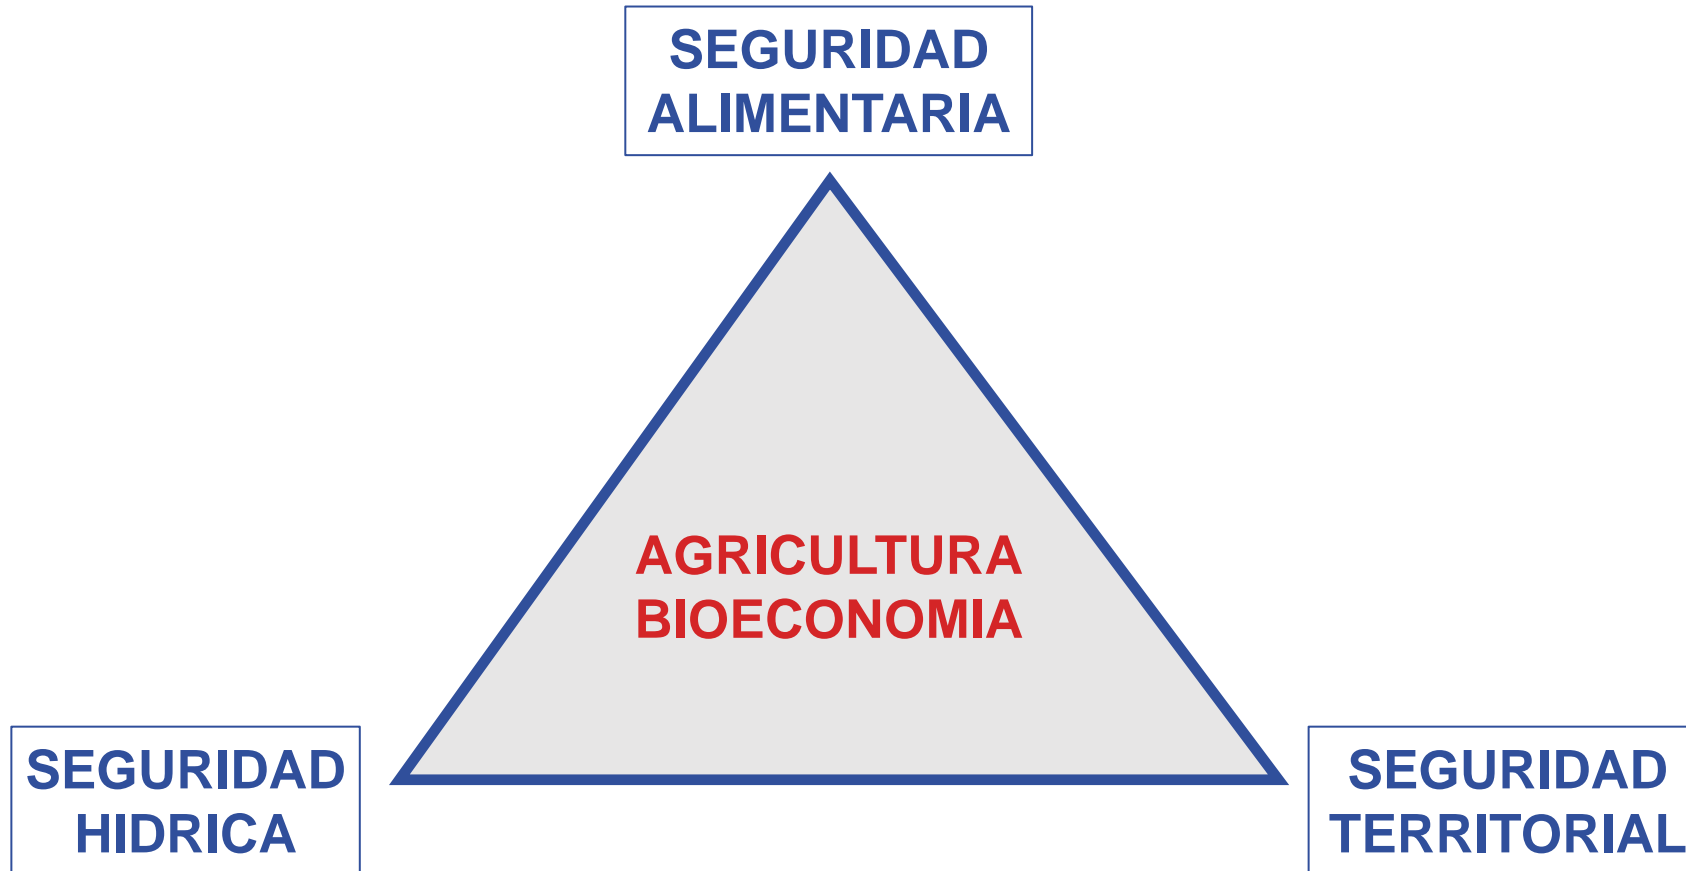 SEGURIDAD
ALIMENTARIA
AGRICULTURA
BIOECONOMIA
SEGURIDAD
HIDRICA
SEGURIDAD
TERRITORIAL